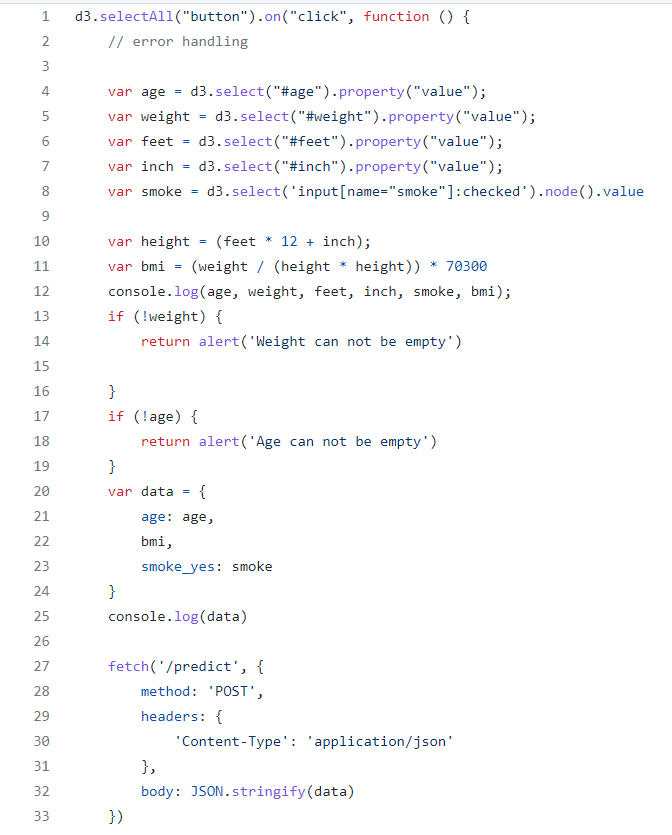 1 d3.selectAll("button").on("click", function () {
2 // error handling
3
4 var age = d3.select("#age").property("value");
5 var weight = d3.select("#weight").property("value");
6 var feet = d3.select("#feet").property("value");
7 var inch = d3.select("#inch").property("value");
8 var smoke = d3.select('input[name="smoke"]:checked').node().value
9
10 var height = (feet * 12 + inch);
11 var bmi = (weight / (height * height)) * 70300
12 console.log(age, weight, feet, inch, smoke, bmi);
13 if (!weight) {
14 return alert('Weight can not be empty')
15
16 }
17 if (!age) {
18 return alert('Age can not be empty')
19 }
20 var data = {
21 age: age,
22 bmi,
23 smoke_yes: smoke
24 }
25 console.log(data)
26
27 fetch('/predict', {
28 method: 'POST',
29 headers: {
30 'Content-Type': 'application/json'
31 },
32 body: JSON.stringify(data)
33 })